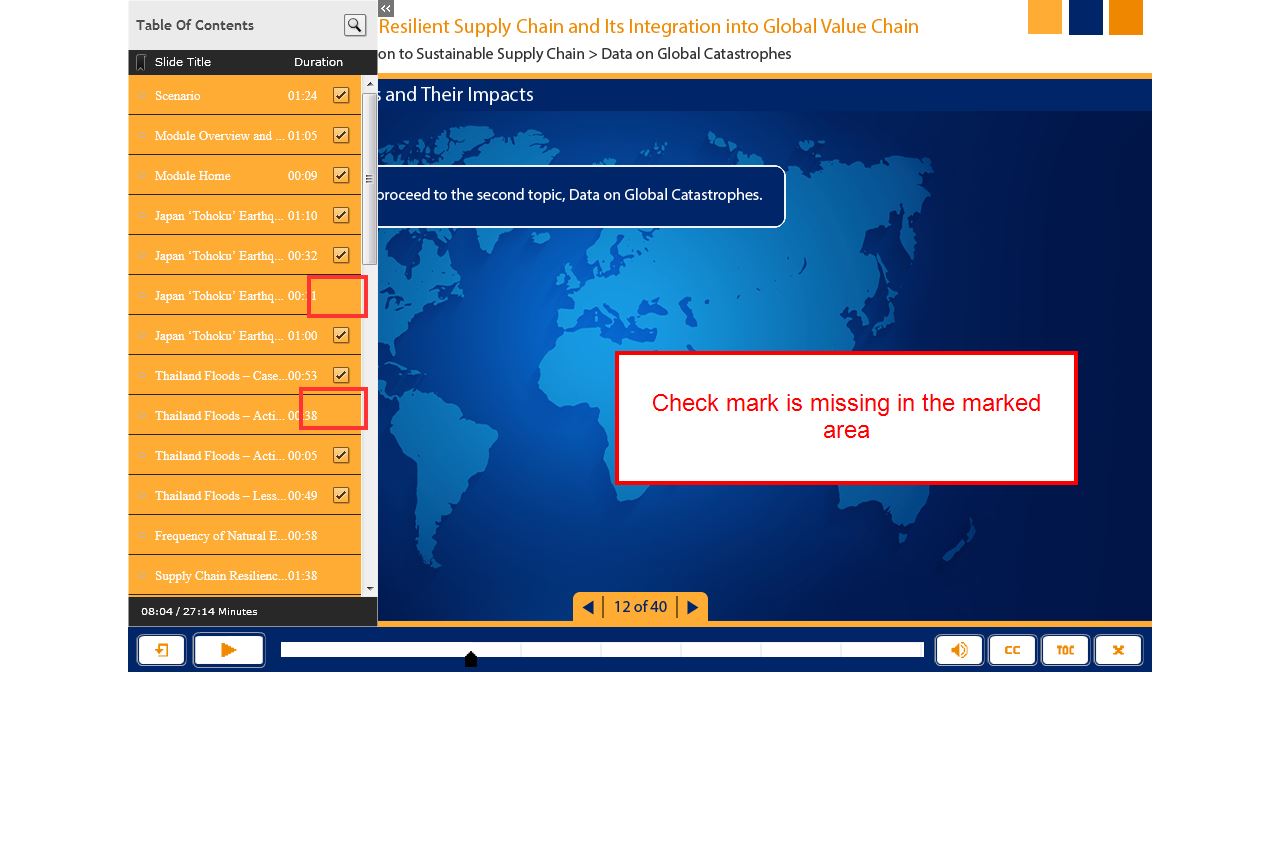 Table Of Contents
Resilient Supply Chain and Its Integration into Global Value Chain
on to Sustainable Supply Chain > Data on Global Catastrophes
Slide Title Duration
s and Their Impacts
Scenario 01:24
Module Overview and ... 01:05
Module Home 00:09
proceed to the second topic, Data on Global Catastrophes.
Japan ‘Tohoku’ Earthq... 01:10
Japan ‘Tohoku’ Earthq... 00:32
Japan ‘Tohoku’ Earthq...
Japan ‘Tohoku’ Earthq... 01:00
Thailand Floods – Case... 00:53
Thailand Floods – Acti... 00:38
Thailand Floods – Acti... 00:05
Thailand Floods – Less... 00:49
Frequency of Natural E... 00:58
Supply Chain Resilienc... 01:38
Check mark is missing in the marked
area
12 of 40
08:04 / 27:14 Minutes
CC
TOC